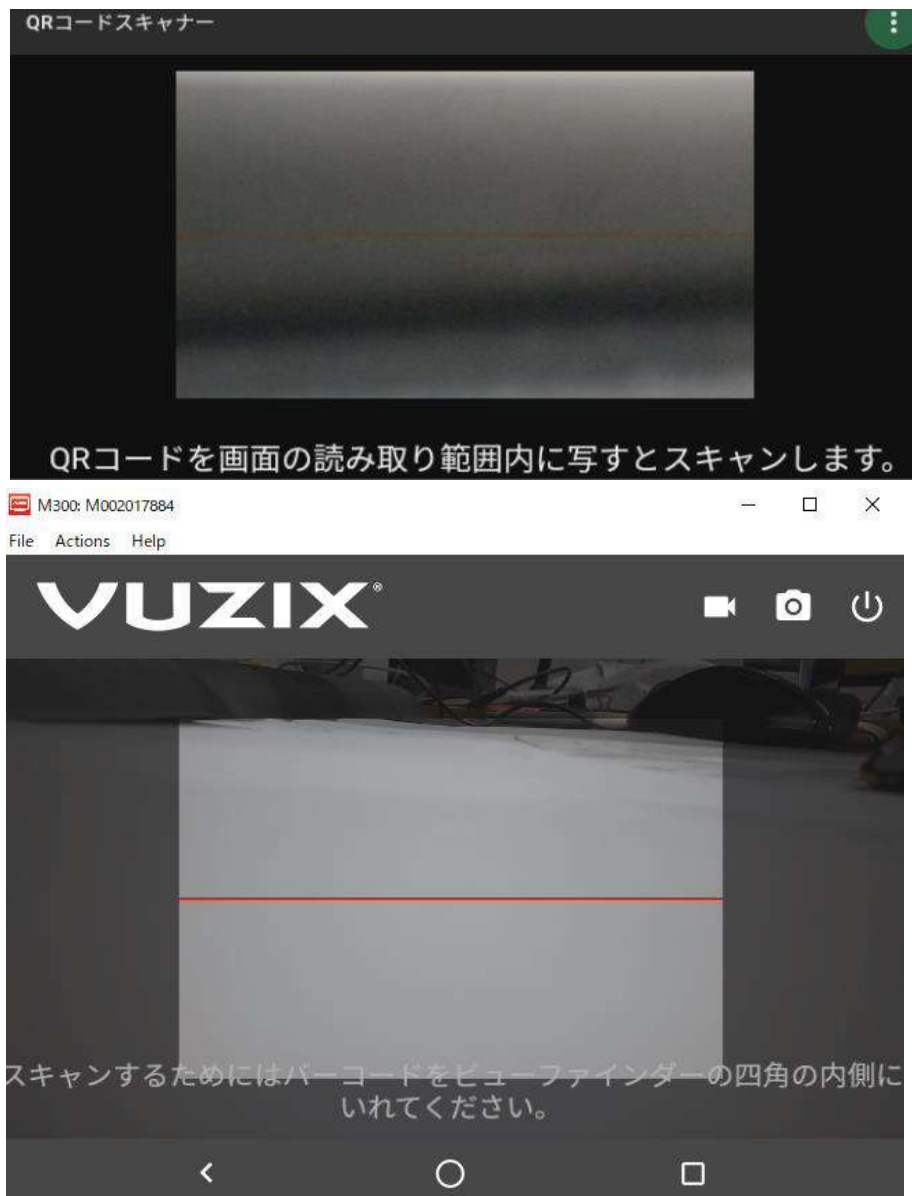 QRコードスキャナー
QRコードを画面の読み取り範囲内に写すとスキャンします。
M300: M002017884
File Actions Help
VUZIX®
スキャンするためにはバーコードをビューファインダーの四角の内側に
いれてください。